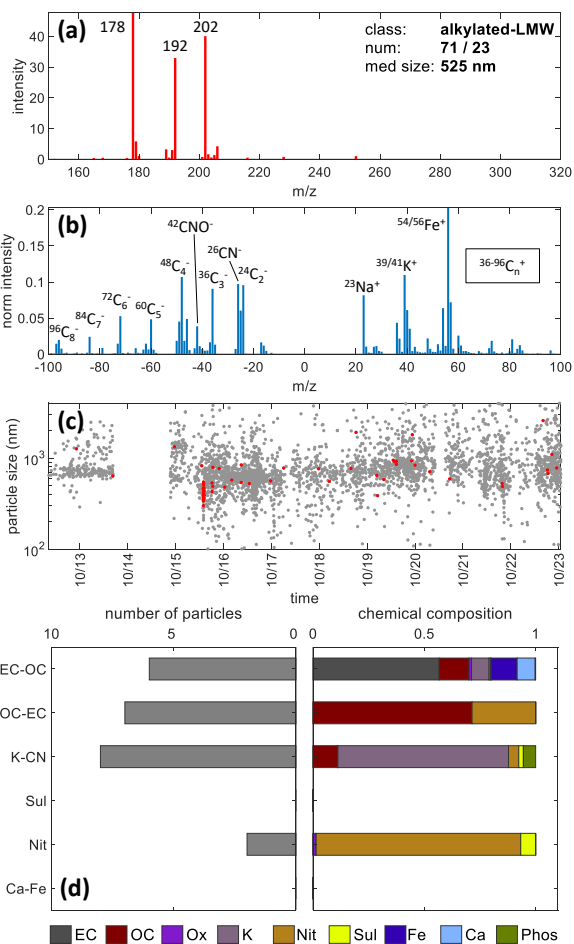 (a)
178
192
202
class: alkylated-LMW
num: 71 / 23
med size: 525 nm
intensity
40
30
20
10
0
160 180 200 220 240 260 280 300 320
m/z
(b)
norm intensity
0.2
0.15
0.1
0.05
0
⁹⁶C₈⁻
⁸⁴C₇⁻
⁷²C₆⁻
⁶⁰C₅⁻
⁴⁸C₄⁻
⁴²CNO⁻
³⁶C₃⁻
²⁶CN⁻
²⁴C₂⁻
²³Na⁺
³⁹/⁴¹K⁺
⁵⁴/⁵⁶Fe⁺
³⁶⁻⁹⁶Cₙ⁺
-100 -80 -60 -40 -20 0 20 40 60 80 100
m/z
(c)
particle size (nm)
10³
10²
10/13 10/14 10/15 10/16 10/17 10/18 10/19 10/20 10/21 10/22 10/23
time
number of particles chemical composition
10 5 0 0 0.5 1
EC-OC
OC-EC
K-CN
Sul
Nit
Ca-Fe
(d)
EC OC Ox K Nit Sul Fe Ca Phos